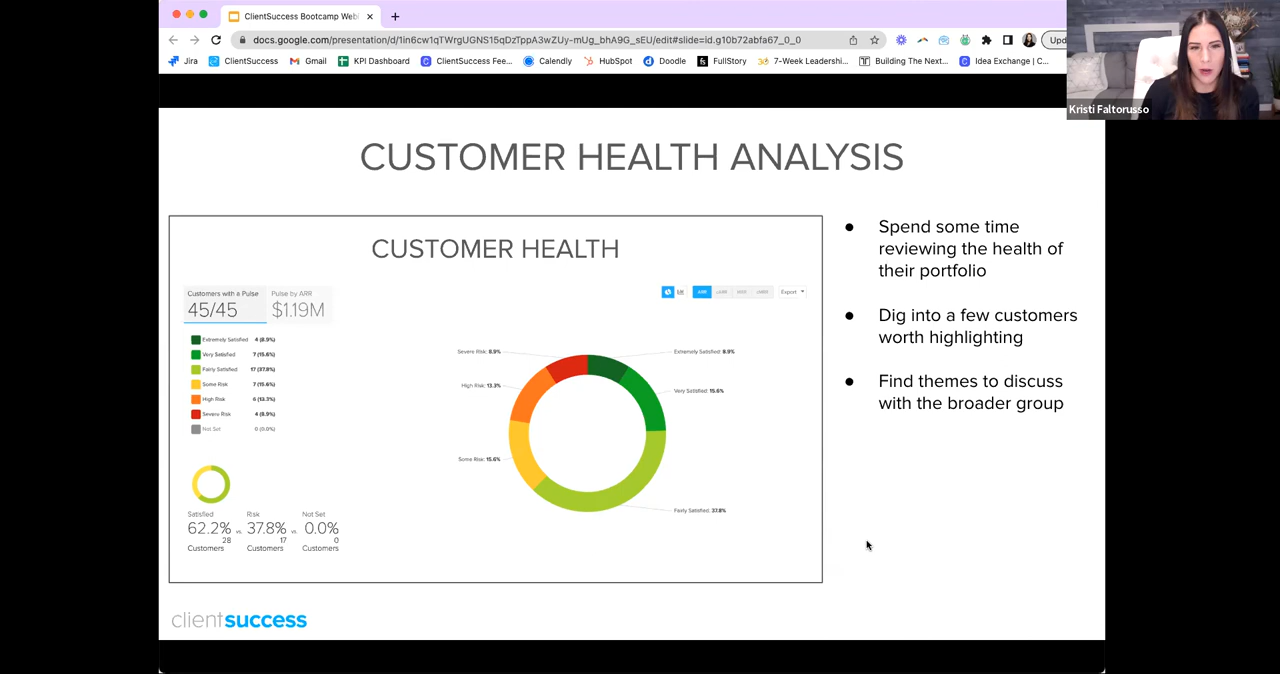 ClientSuccess Bootcamp Web
docs.google.com/presentation/d/1In6cw1qTWrgUGNS15qDzTppA3wZUy-mUg_bhA9G_sEU/edit#slide=id.g10b72abfa67_0_0
Jira ClientSuccess Gmail KPI Dashboard ClientSuccess Fee... Calendly HubSpot Doodle FullStory 7-Week Leadershi... Building The Next... Idea Exchange | C...
Kristi Faltorusso
CUSTOMER HEALTH ANALYSIS
CUSTOMER HEALTH
Customers with a Pulse
45/45
Pulse by ARR
$1.19M
Export
Extremely Satisfied 4 (8.9%)
Very Satisfied 7 (15.6%)
Fairly Satisfied 17 (37.8%)
Some Risk 7 (15.6%)
High Risk 6 (13.3%)
Severe Risk 4 (8.9%)
Not Set 0 (0.0%)
Severe Risk: 8.9%
Extremely Satisfied: 8.9%
High Risk: 13.3%
Very Satisfied: 15.6%
Some Risk: 15.6%
Fairly Satisfied: 37.8%
Satisfied Risk Not Set
62.2% vs. 37.8% vs. 0.0%
28 17 0
Customers Customers Customers
● Spend some time
reviewing the health of
their portfolio
● Dig into a few customers
worth highlighting
● Find themes to discuss
with the broader group
clientsuccess